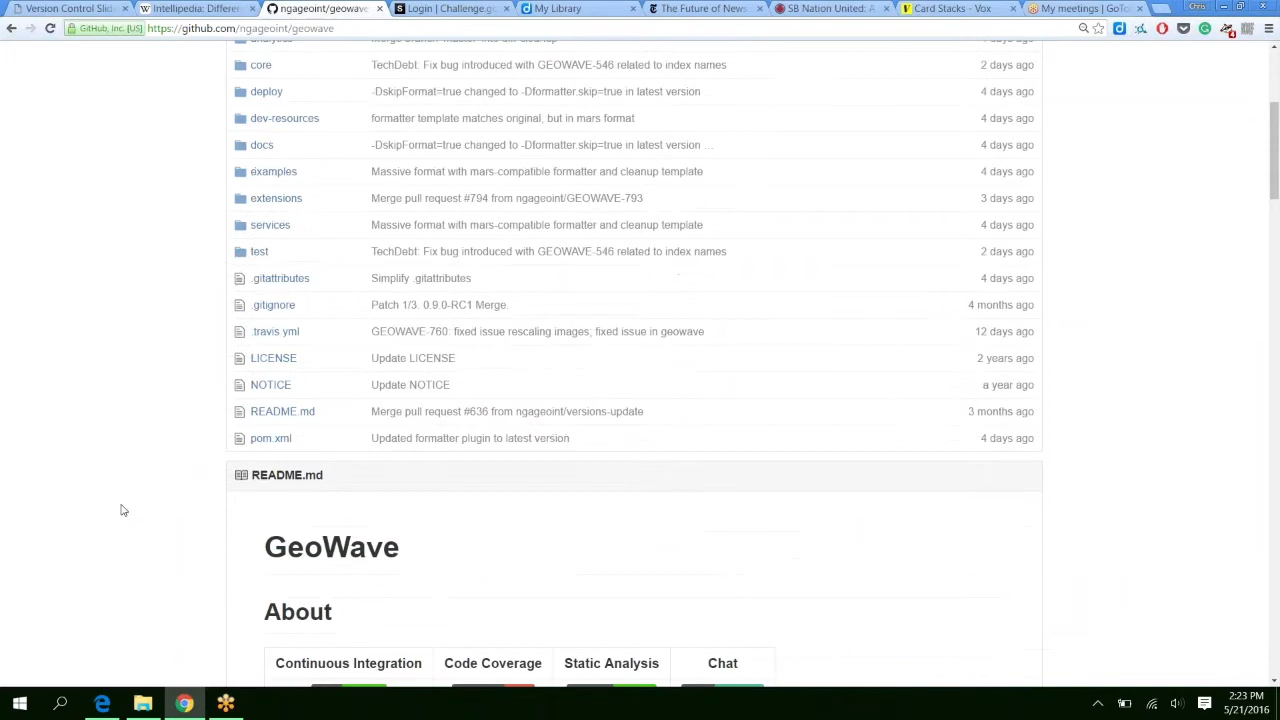 Version Control Slid
Intellipedia: Differen
ngageoint/geowave
Login | Challenge.go
My Library
The Future of News
SB Nation United: A
Card Stacks - Vox
My meetings | GoTo
Chris
GitHub, Inc. [US] https://github.com/ngageoint/geowave
core TechDebt: Fix bug introduced with GEOWAVE-546 related to index names 2 days ago
deploy -DskipFormat=true changed to -Dformatter.skip=true in latest version 4 days ago
dev-resources formatter template matches original, but in mars format 4 days ago
docs -DskipFormat=true changed to -Dformatter.skip=true in latest version ... 4 days ago
examples Massive format with mars-compatible formatter and cleanup template 4 days ago
extensions Merge pull request #794 from ngageoint/GEOWAVE-793 3 days ago
services Massive format with mars-compatible formatter and cleanup template 4 days ago
test TechDebt: Fix bug introduced with GEOWAVE-546 related to index names 2 days ago
.gitattributes Simplify .gitattributes 4 days ago
.gitignore Patch 1/3. 0.9.0-RC1 Merge. 4 months ago
.travis.yml GEOWAVE-760: fixed issue rescaling images; fixed issue in geowave 12 days ago
LICENSE Update LICENSE 2 years ago
NOTICE Update NOTICE a year ago
README.md Merge pull request #636 from ngageoint/versions-update 3 months ago
pom.xml Updated formatter plugin to latest version 4 days ago
README.md
GeoWave
About
Continuous Integration Code Coverage Static Analysis Chat
2:23 PM
5/21/2016